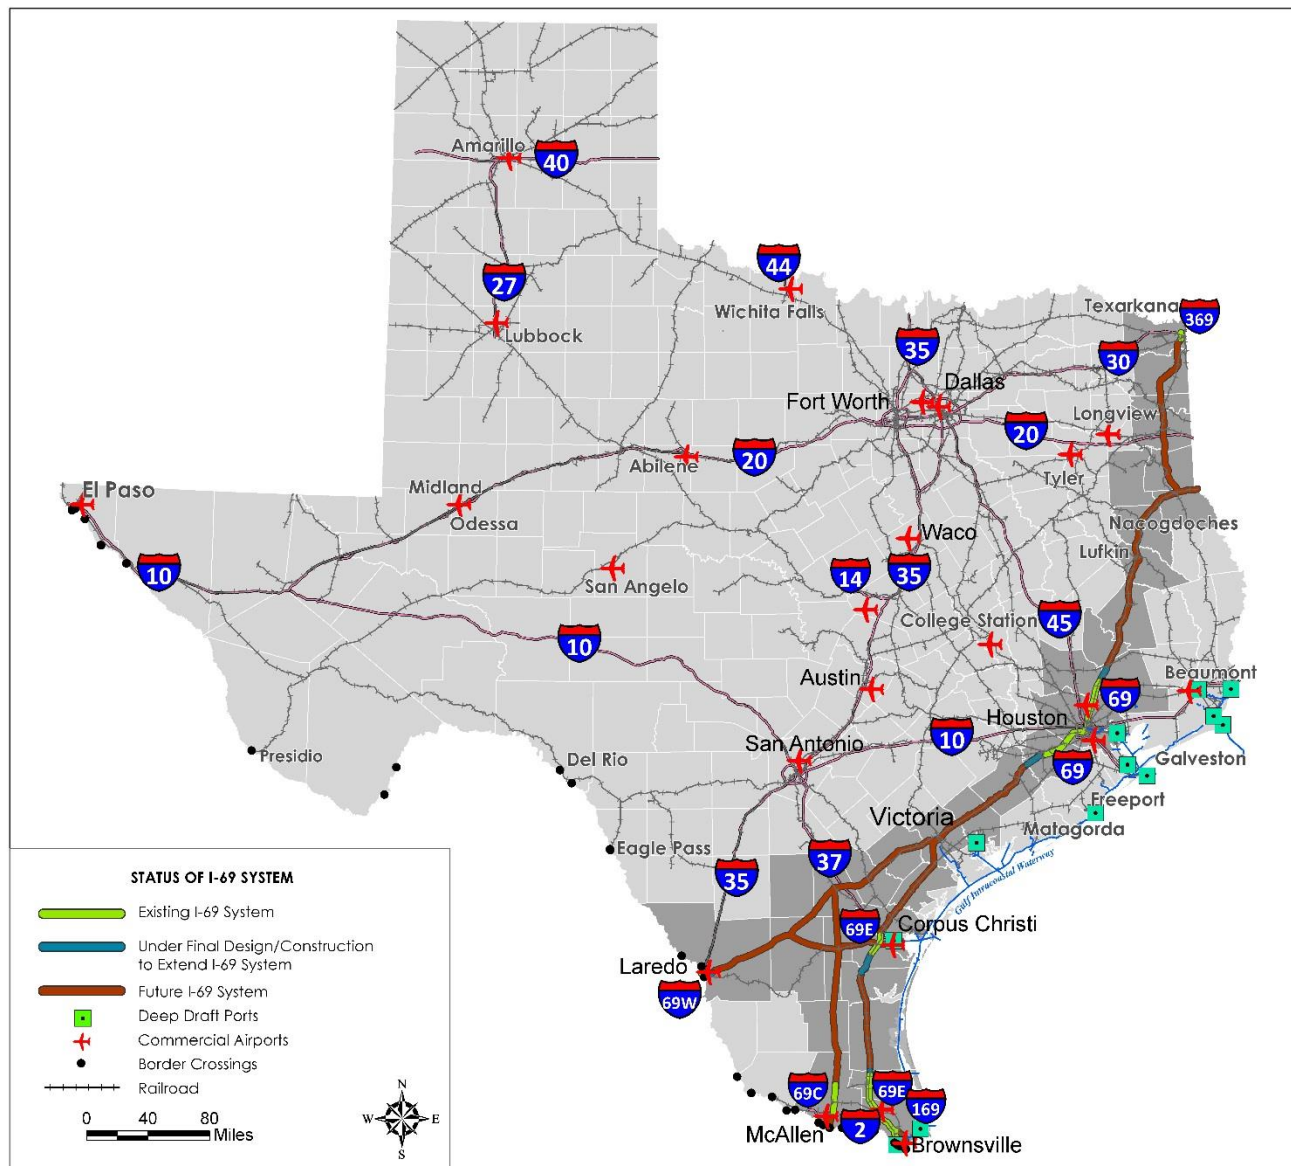 Amarillo
40
27
Lubbock
44
Wichita Falls
Texarkana
369
35
30
Dallas
Fort Worth
Longview
20
Abilene
20
Tyler
El Paso
Midland
Odessa
Nacogdoches
Waco
Lufkin
10
San Angelo
14
35
College Station
45
10
Austin
Beaumont
69
Houston
San Antonio
10
Presidio
Del Rio
69
Galveston
Freeport
Victoria
Matagorda
Eagle Pass
37
35
Gulf Intracoastal Waterway
69E
Corpus Christi
Laredo
69W
69C
69E
169
2
McAllen
Brownsville
STATUS OF I-69 SYSTEM
Existing I-69 System
Under Final Design/Construction
to Extend I-69 System
Future I-69 System
Deep Draft Ports
Commercial Airports
Border Crossings
Railroad
0 40 80
Miles
N
W E
S